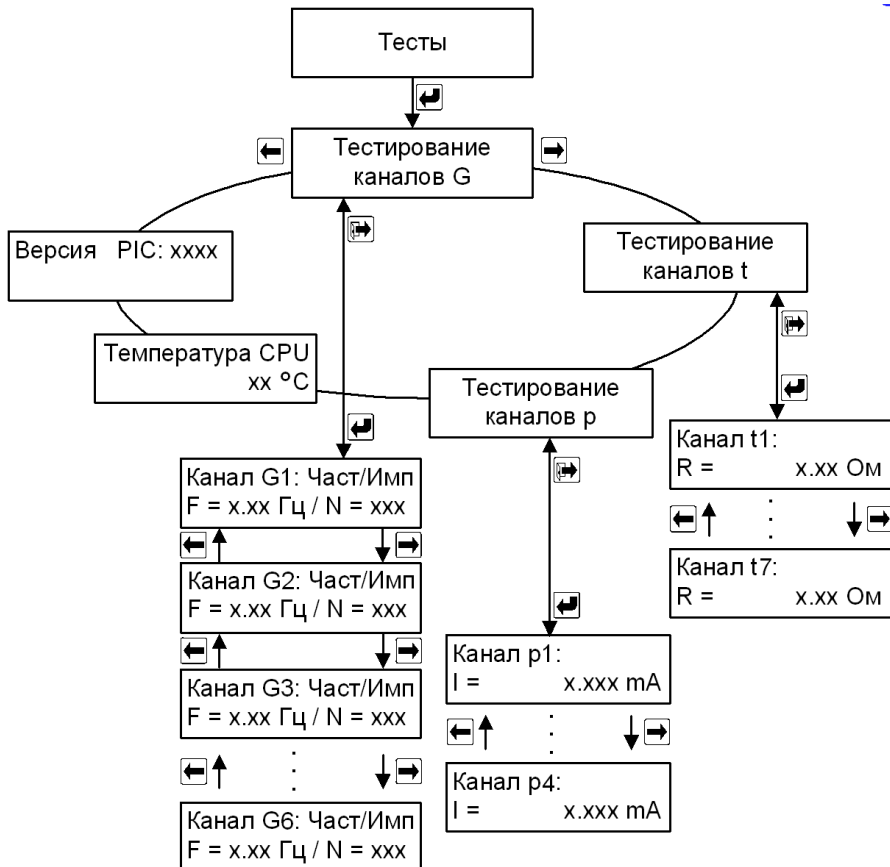 Тесты
Тестирование
каналов G
Версия PIC: xxxx
Тестирование
каналов t
Температура CPU
xx °C
Тестирование
каналов p
Канал G1: Част/Имп
F = x.xx Гц / N = xxx
Канал G2: Част/Имп
F = x.xx Гц / N = xxx
Канал G3: Част/Имп
F = x.xx Гц / N = xxx
Канал G6: Част/Имп
F = x.xx Гц / N = xxx
Канал p1:
I = x.xxx mA
Канал p4:
I = x.xxx mA
Канал t1:
R = x.xx Ом
Канал t7:
R = x.xx Ом